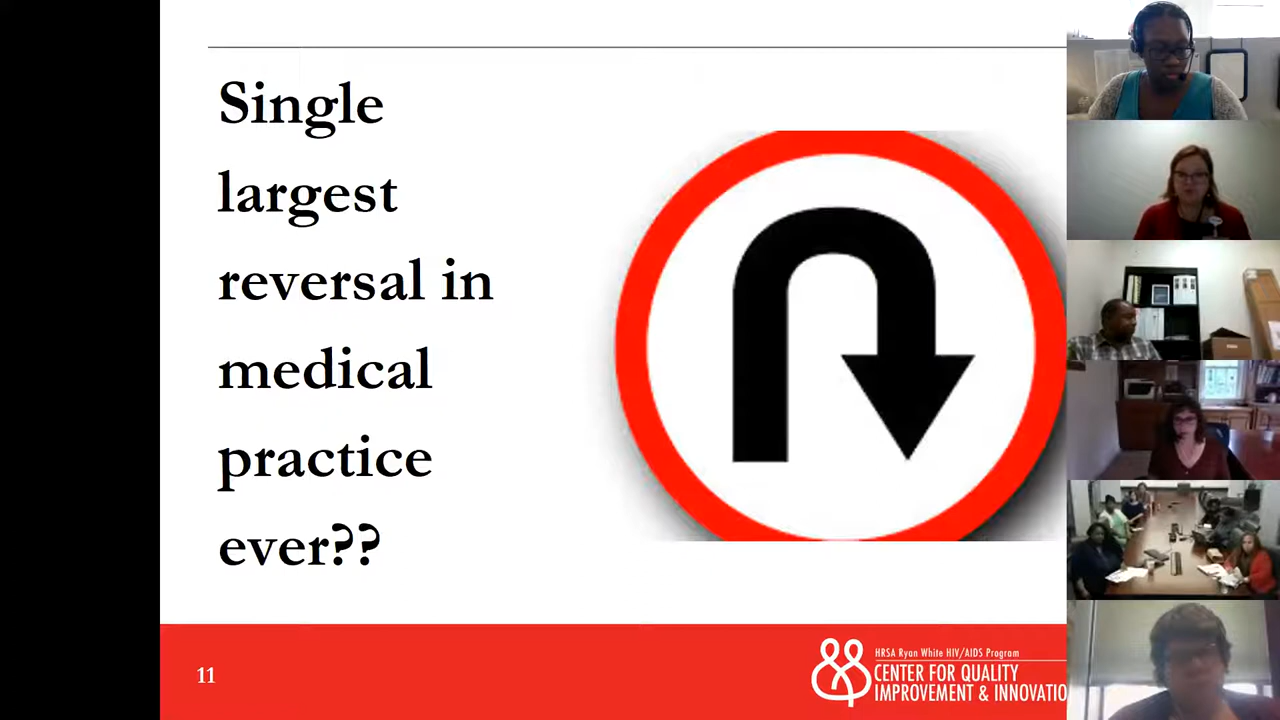 Single
largest
reversal in
medical
practice
ever??
11
HRSA Ryan White HIV/AIDS Program
CENTER FOR QUALITY
IMPROVEMENT & INNOVATIO